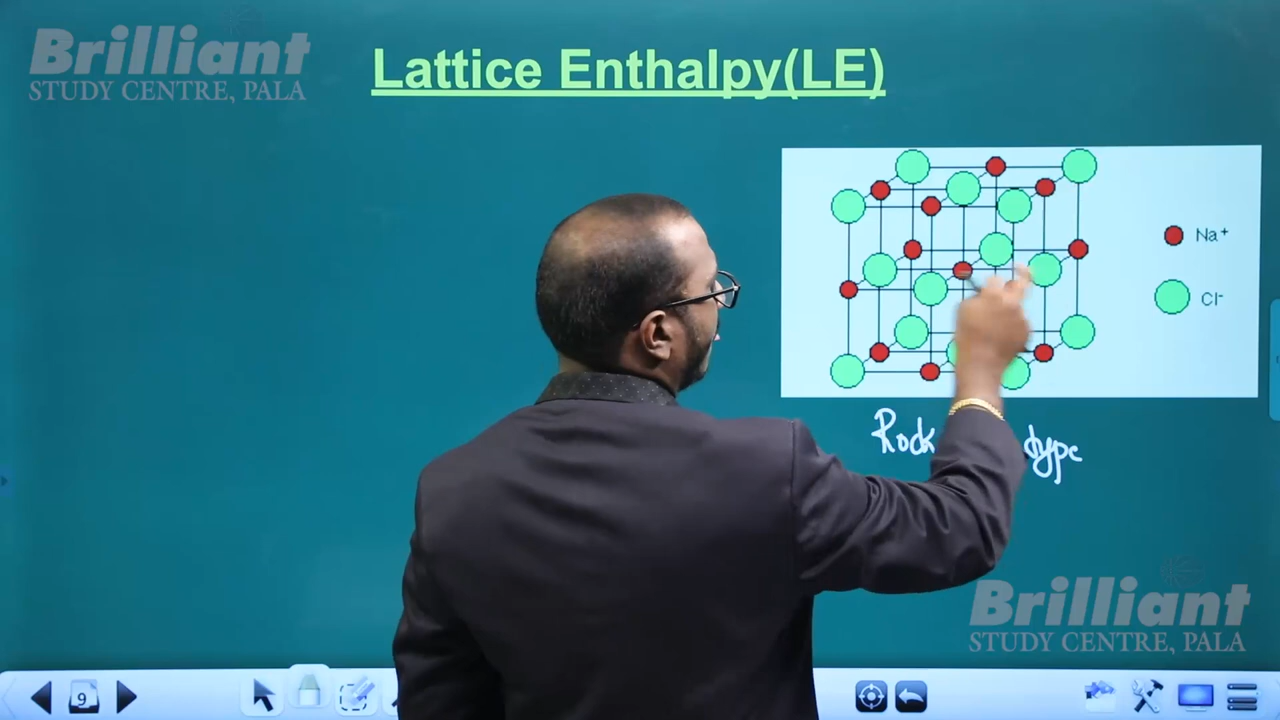 Brilliant
STUDY CENTRE, PALA
Lattice Enthalpy(LE)
Na+
Cl-
Rock type
Brilliant
STUDY CENTRE, PALA
9